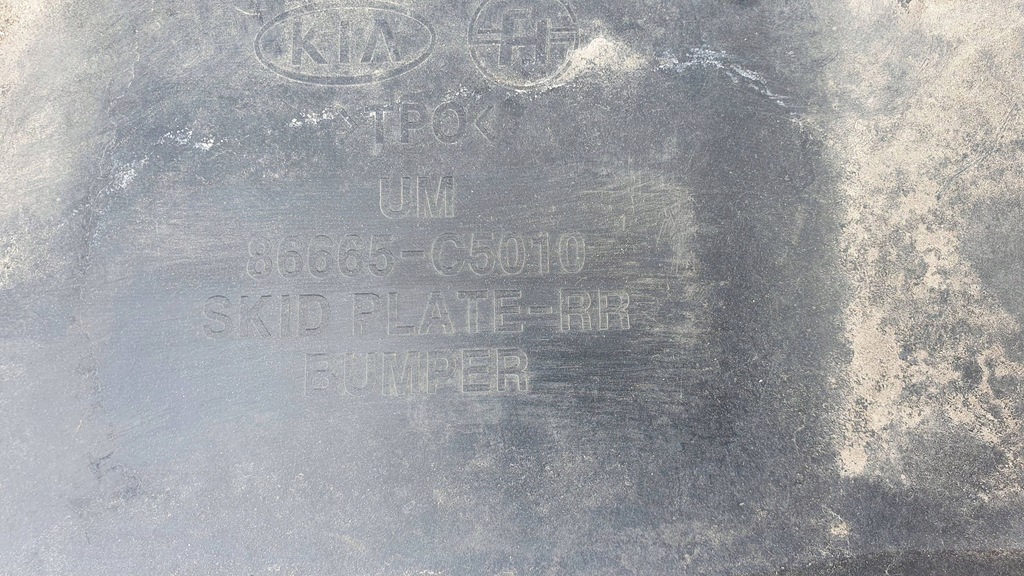 KIA
>TPO<
UM
86665-C5010
SKID PLATE-RR
BUMPER